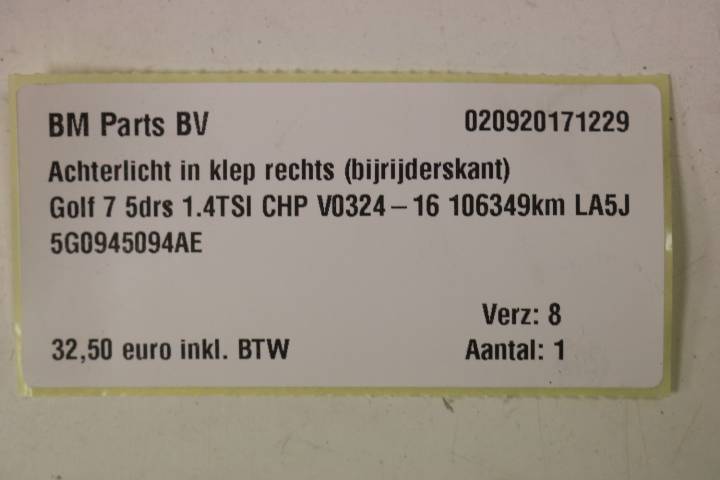 BM Parts BV 020920171229
Achterlicht in klep rechts (bijrijderskant)
Golf 7 5drs 1.4TSI CHP V0324 – 16 106349km LA5J
5G0945094AE
Verz: 8
32,50 euro inkl. BTW Aantal: 1